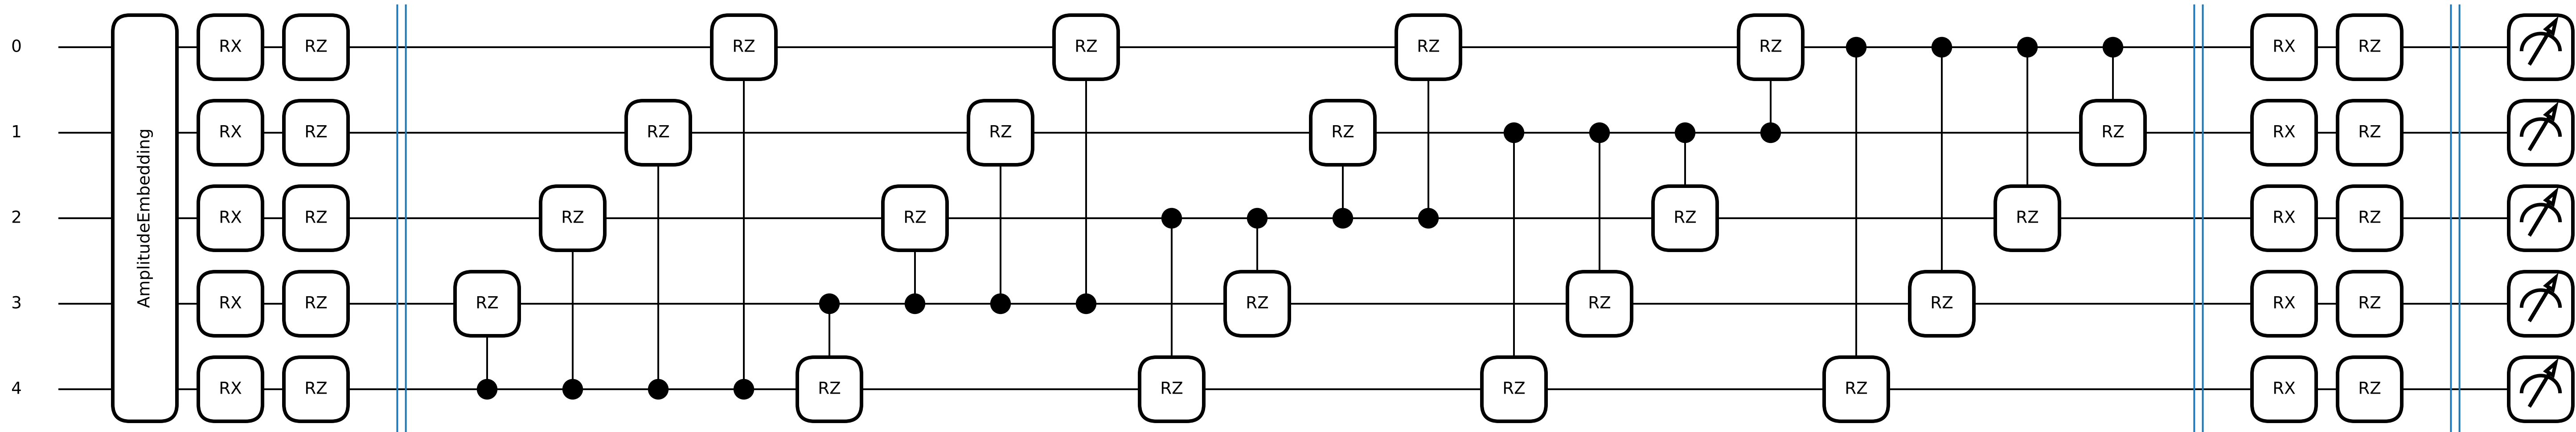 0 RX RZ RZ RZ RZ RZ RX RZ
1 RX RZ RZ RZ RZ RZ RX RZ
2 RX RZ RZ RZ RZ RZ RX RZ
3 RX RZ RZ RZ RZ RZ RX RZ
4 RX RZ RZ RZ RZ RZ RX RZ
AmplitudeEmbedding